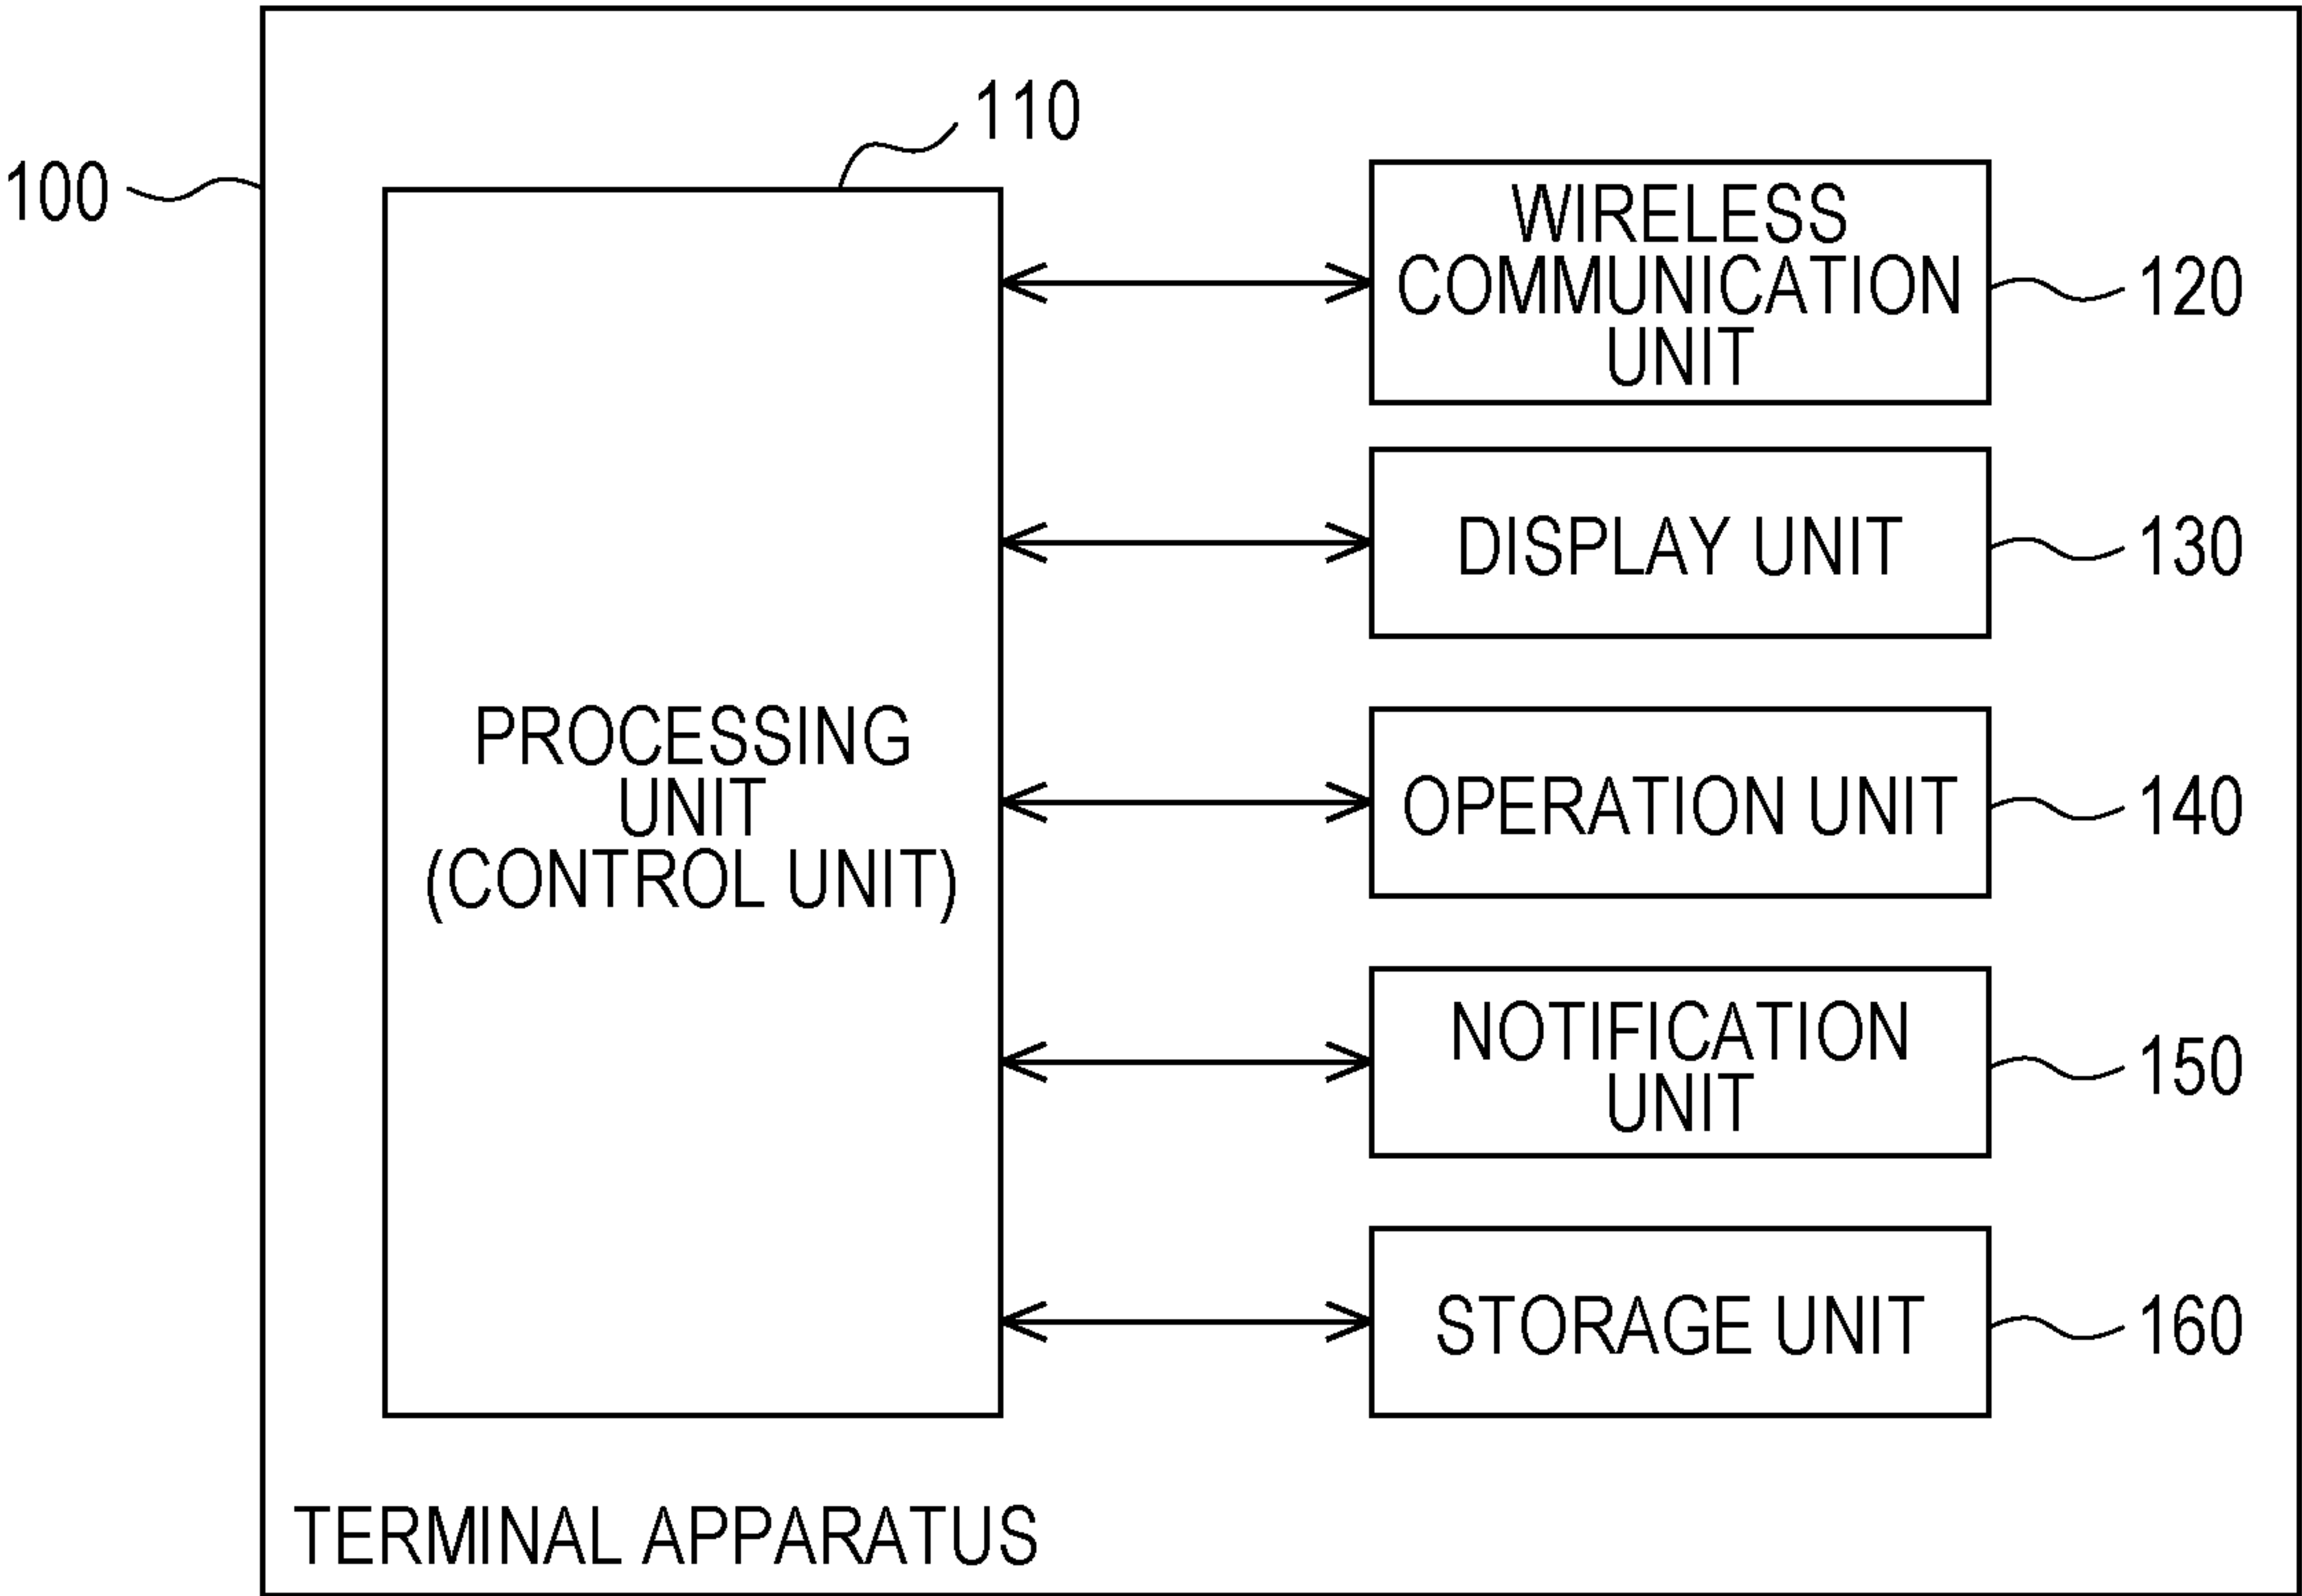 110
100
WIRELESS
COMMUNICATION
UNIT
120
DISPLAY UNIT
130
PROCESSING
UNIT
(CONTROL UNIT)
OPERATION UNIT
140
NOTIFICATION
UNIT
150
STORAGE UNIT
160
TERMINAL APPARATUS